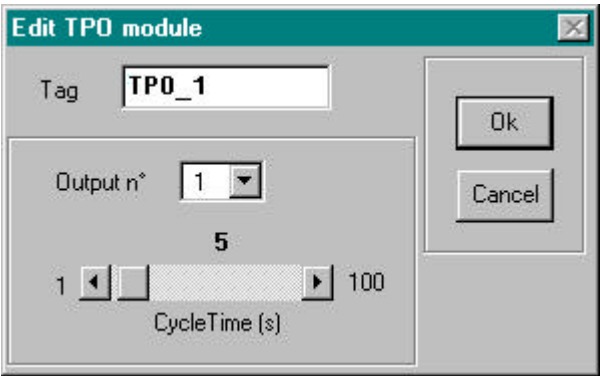 Edit TPO module
Tag TPO_1
Ok
Output n° 1
Cancel
5
1 100
CycleTime (s)